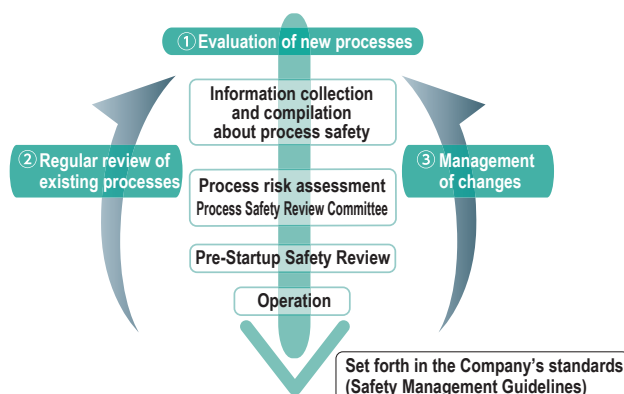 ①Evaluation of new processes
Information collection
and compilation
about process safety
②Regular review of
existing processes
③Management
of changes
Process risk assessment
Process Safety Review Committee
Pre-Startup Safety Review
Operation
Set forth in the Company's standards
(Safety Management Guidelines)